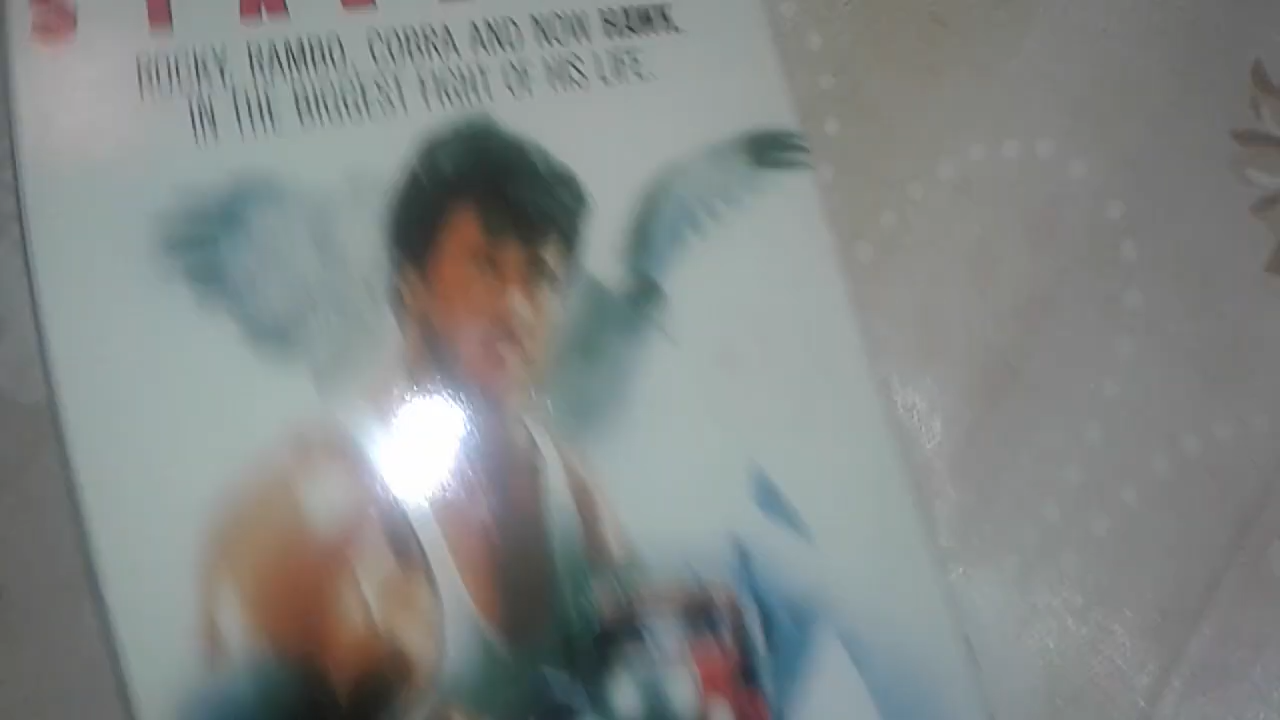 ROCKY, RAMBO, COBRA AND NOW HAWK.
IN THE BIGGEST FIGHT OF HIS LIFE.